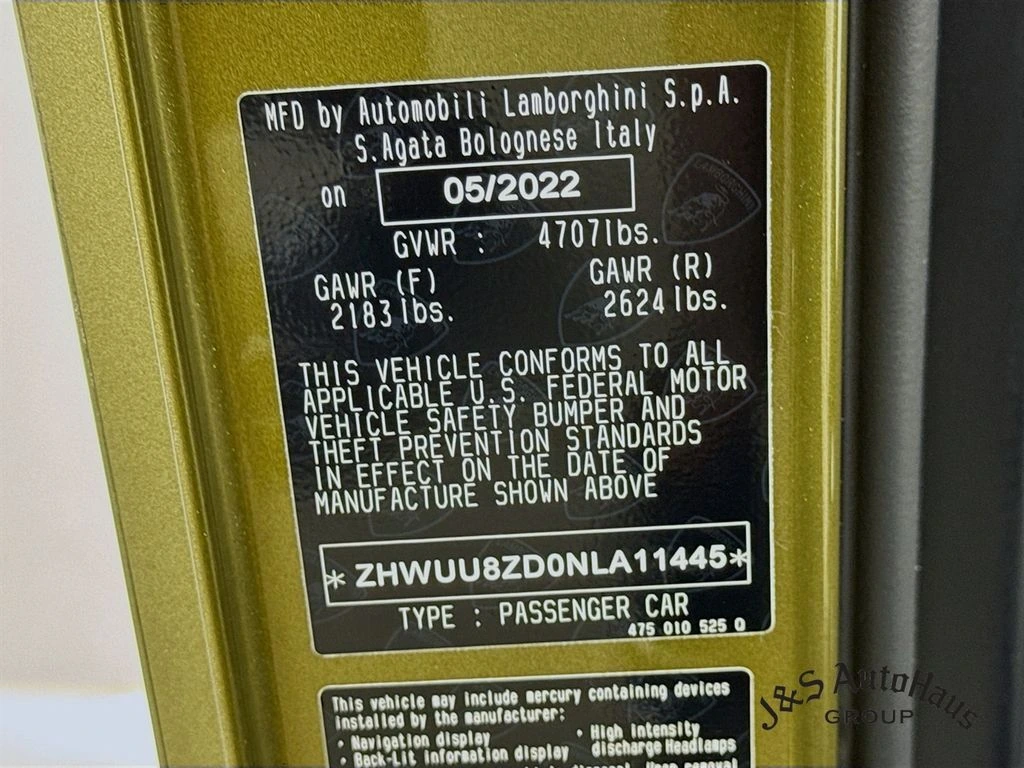 MFD by Automobili Lamborghini S.p.A.
S.Agata Bolognese Italy
on 05/2022
GVWR : 4707lbs.
GAWR (F) GAWR (R)
2183lbs. 2624lbs.
THIS VEHICLE CONFORMS TO ALL
APPLICABLE U.S. FEDERAL MOTOR
VEHICLE SAFETY BUMPER AND
THEFT PREVENTION STANDARDS
IN EFFECT ON THE DATE OF
MANUFACTURE SHOWN ABOVE
* ZHWUU8ZD0NLA11445*
TYPE : PASSENGER CAR
475 010 525 Q
This vehicle may include mercury containing devices
installed by the manufacturer:
• Navigation display • High intensity
• Back-Lit information display discharge Headlamps
J&S AutoHaus
GROUP